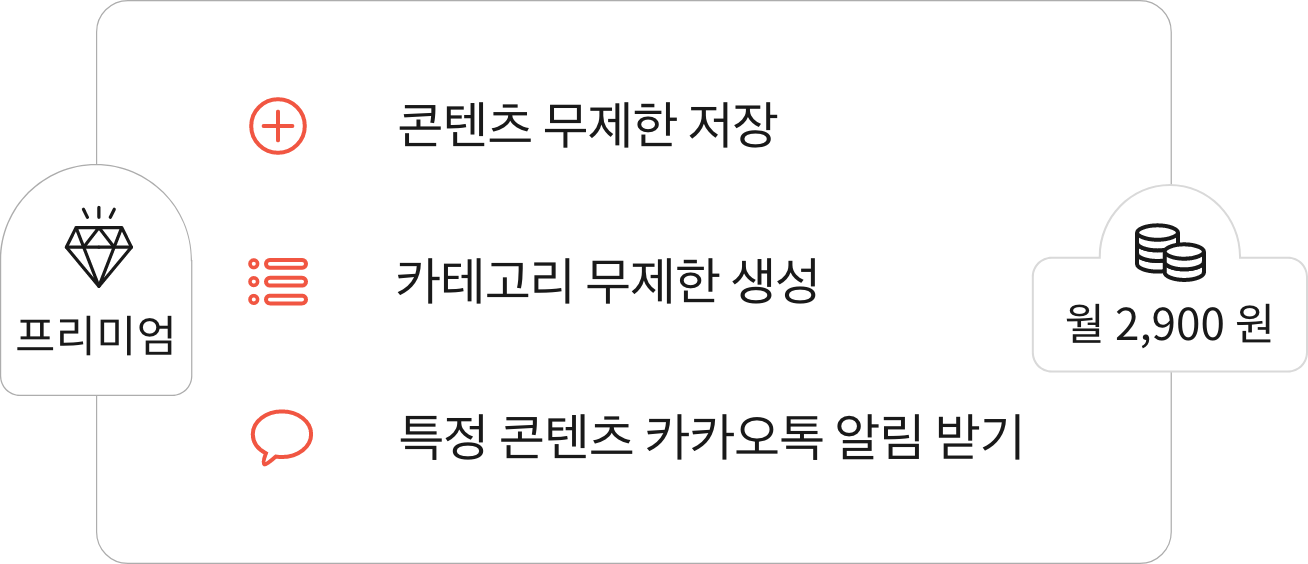 콘텐츠 무제한 저장
프리미엄
카테고리 무제한 생성
월 2,900 원
특정 콘텐츠 카카오톡 알림 받기